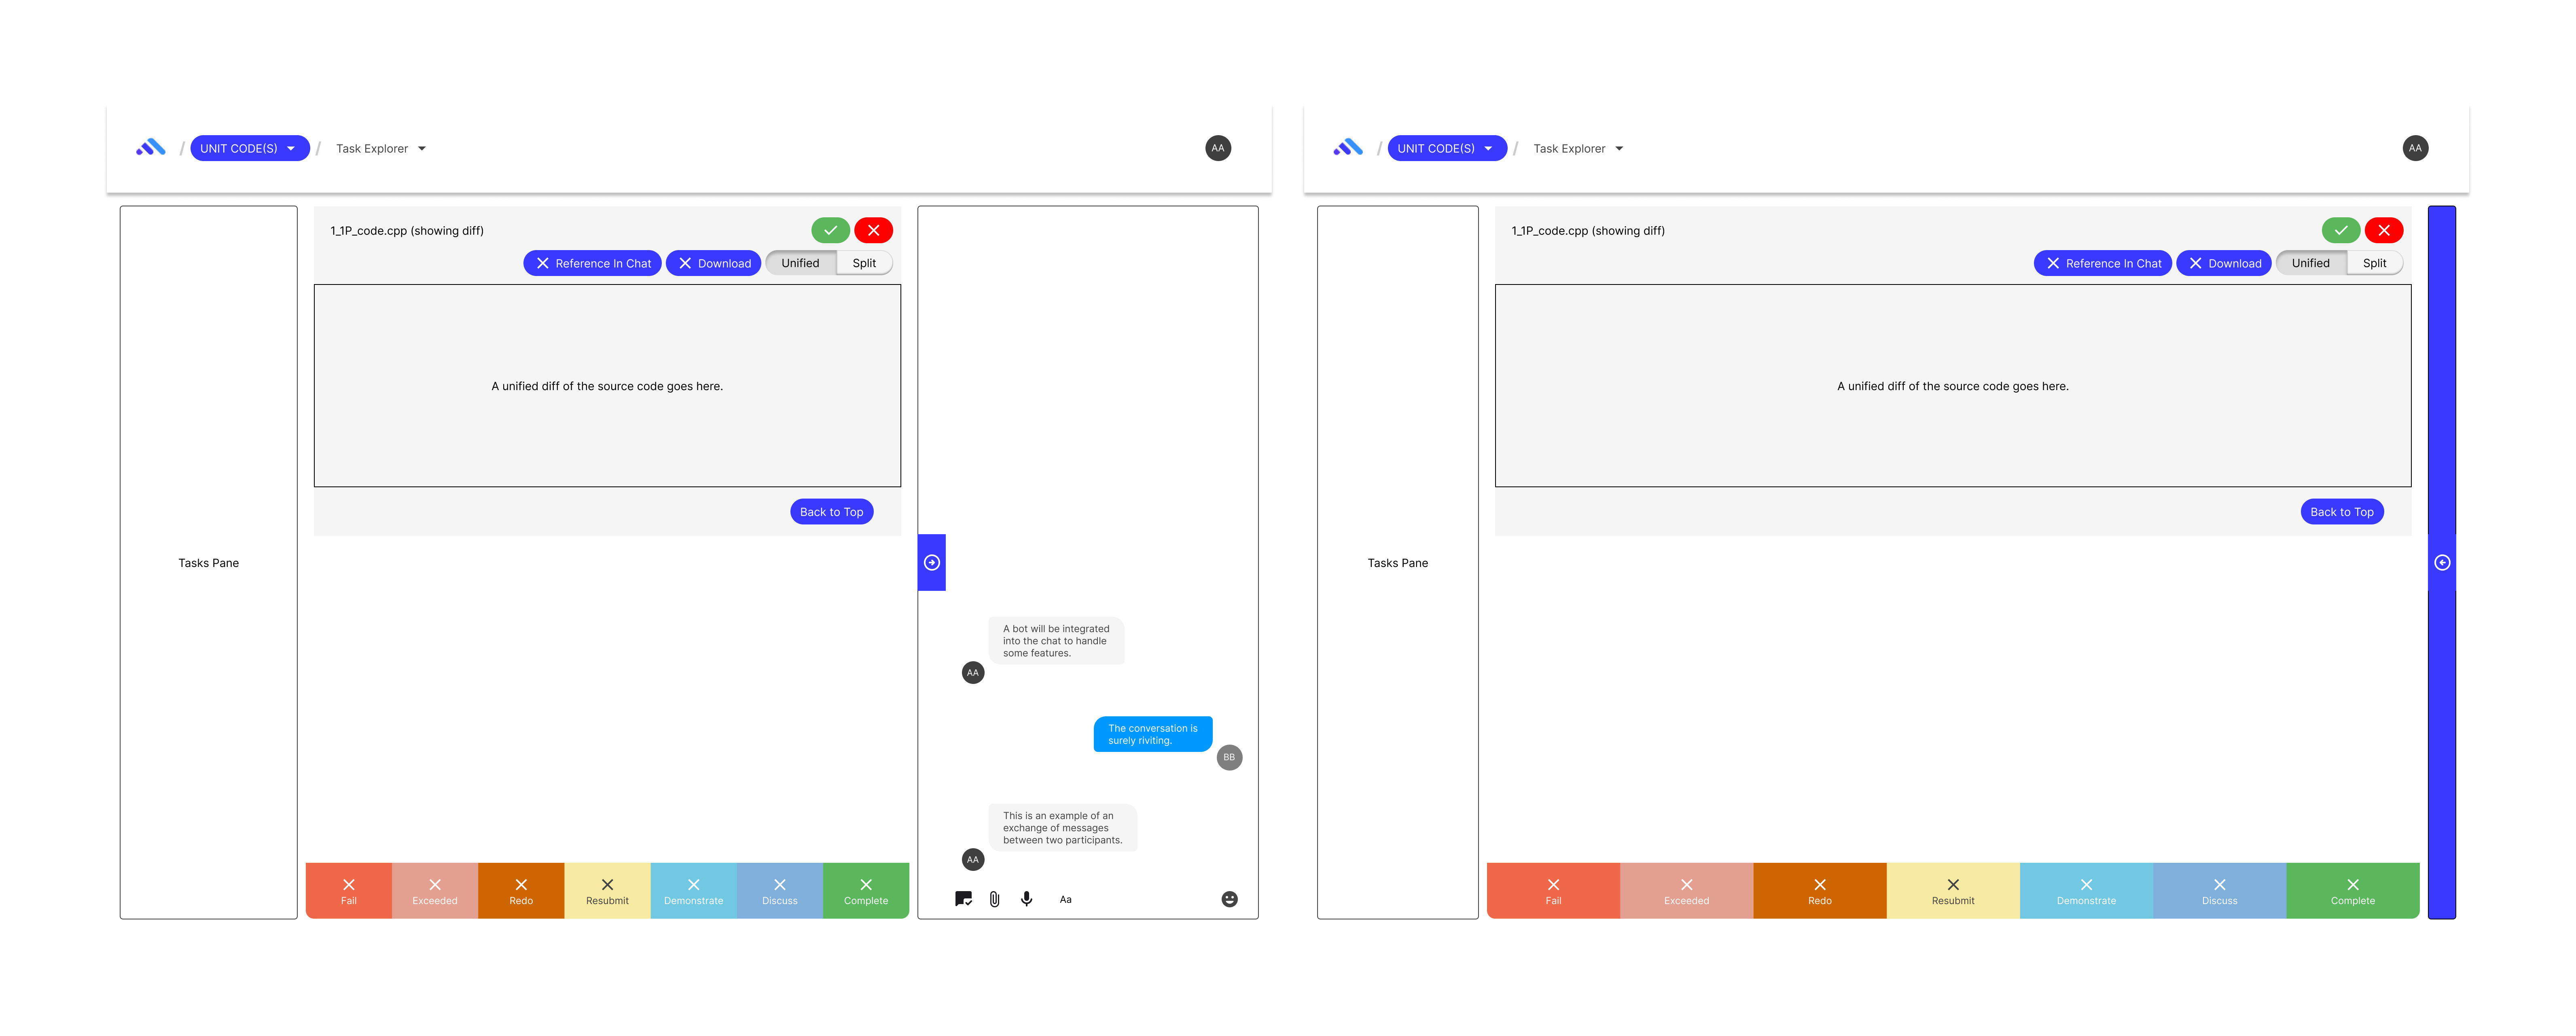 / UNIT CODE(S) / Task Explorer
AA
1_1P_code.cpp (showing diff)
Reference In Chat Download Unified Split
A unified diff of the source code goes here.
Back to Top
Tasks Pane
A bot will be integrated
into the chat to handle
some features.
AA
The conversation is
surely riviting.
BB
This is an example of an
exchange of messages
between two participants.
AA
Aa
Fail Exceeded Redo Resubmit Demonstrate Discuss Complete
/ UNIT CODE(S) / Task Explorer
AA
1_1P_code.cpp (showing diff)
Reference In Chat Download Unified Split
A unified diff of the source code goes here.
Back to Top
Tasks Pane
Fail Exceeded Redo Resubmit Demonstrate Discuss Complete